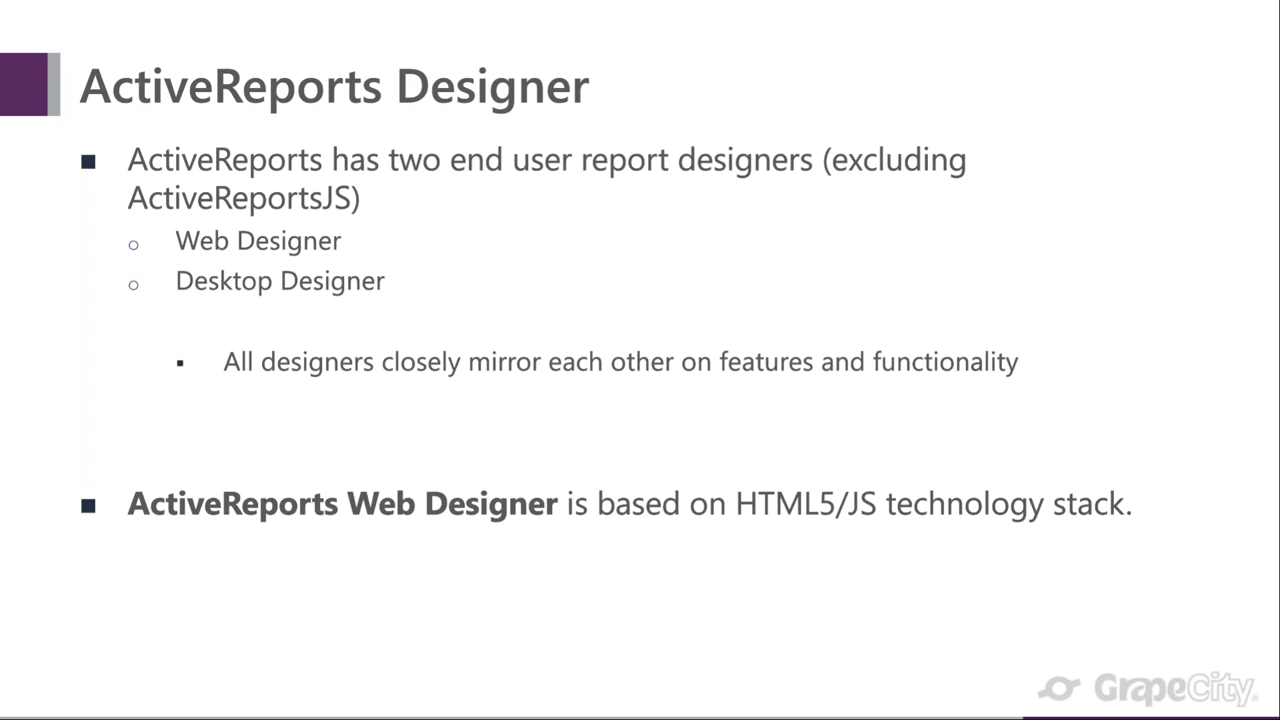 ActiveReports Designer
ActiveReports has two end user report designers (excluding
ActiveReportsJS)
Web Designer
Desktop Designer
All designers closely mirror each other on features and functionality
ActiveReports Web Designer is based on HTML5/JS technology stack.
GrapeCity®